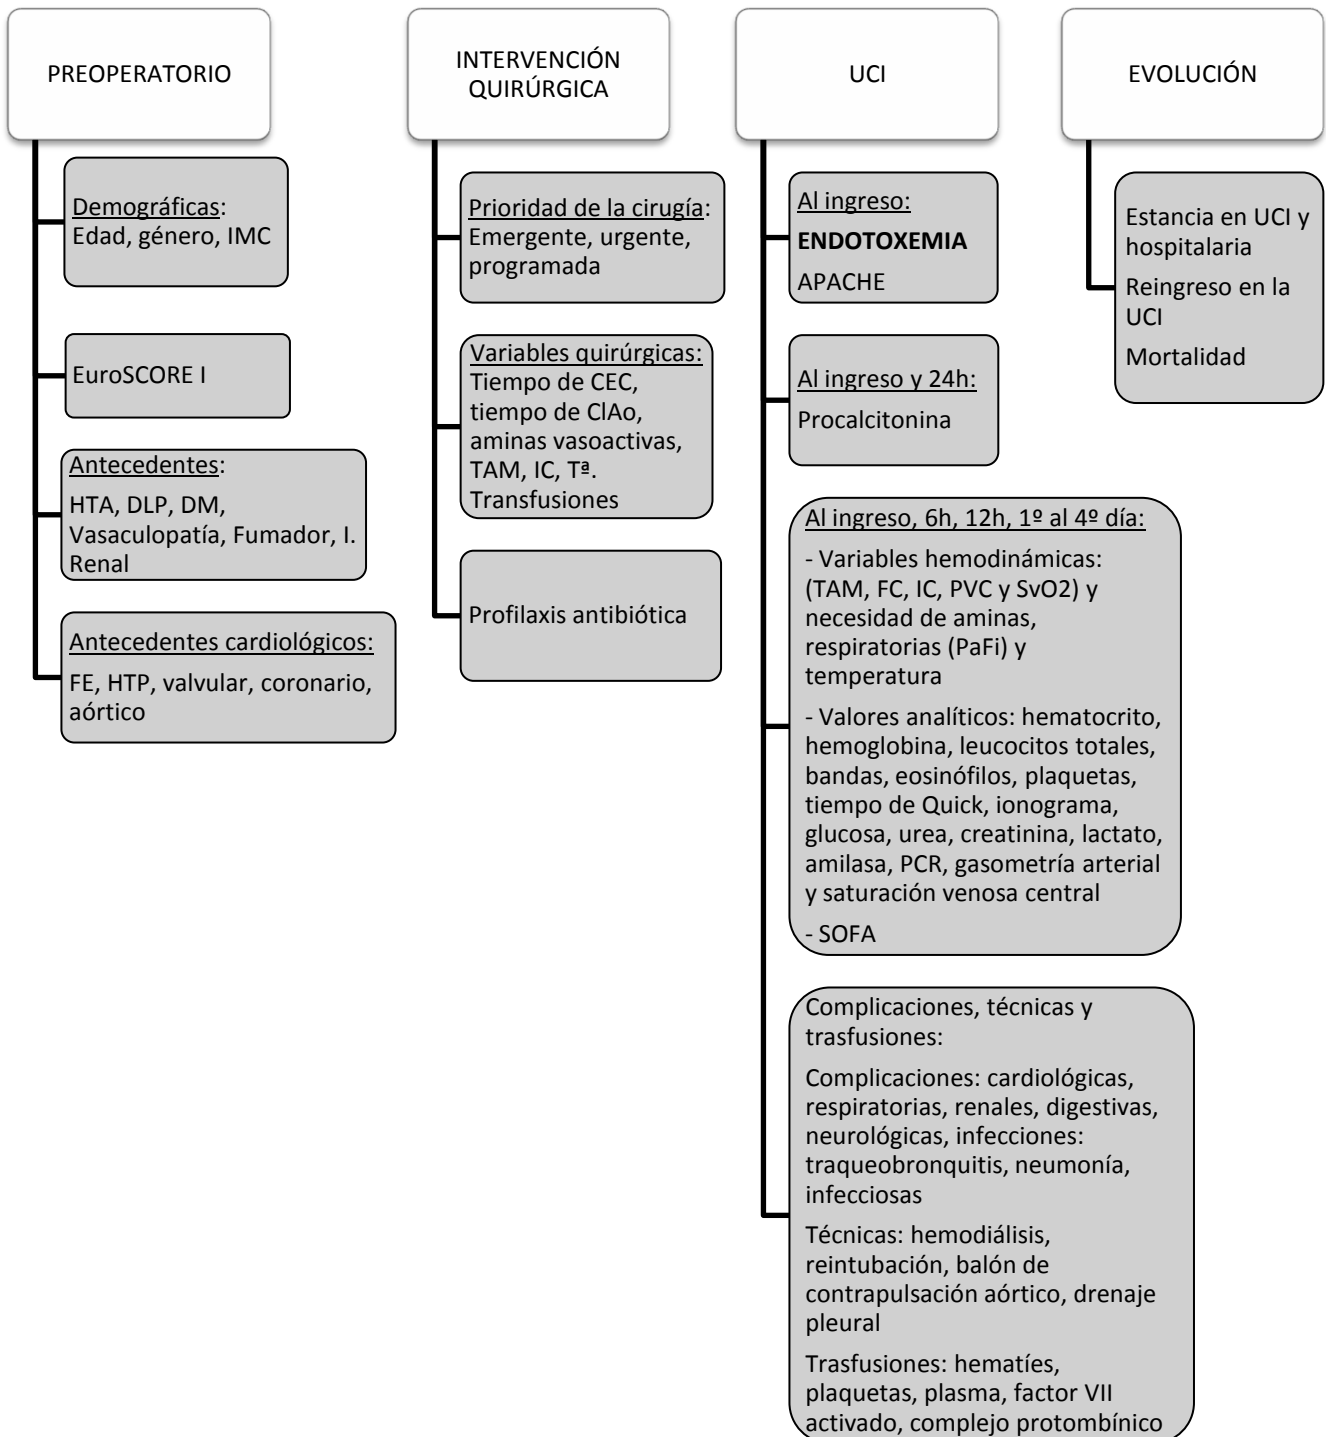 PREOPERATORIO
Demográficas:
Edad, género, IMC
EuroSCORE I
Antecedentes:
HTA, DLP, DM,
Vasaculopatía, Fumador, I.
Renal
Antecedentes cardiológicos:
FE, HTP, valvular, coronario,
aórtico
INTERVENCIÓN
QUIRÚRGICA
Prioridad de la cirugía:
Emergente, urgente,
programada
Variables quirúrgicas:
Tiempo de CEC,
tiempo de ClAo,
aminas vasoactivas,
TAM, IC, Tª.
Transfusiones
Profilaxis antibiótica
UCI
Al ingreso:
ENDOTOXEMIA
APACHE
Al ingreso y 24h:
Procalcitonina
Al ingreso, 6h, 12h, 1º al 4º día:
- Variables hemodinámicas:
(TAM, FC, IC, PVC y SvO2) y
necesidad de aminas,
respiratorias (PaFi) y
temperatura
- Valores analíticos: hematocrito,
hemoglobina, leucocitos totales,
bandas, eosinófilos, plaquetas,
tiempo de Quick, ionograma,
glucosa, urea, creatinina, lactato,
amilasa, PCR, gasometría arterial
y saturación venosa central
- SOFA
Complicaciones, técnicas y
trasfusiones:
Complicaciones: cardiológicas,
respiratorias, renales, digestivas,
neurológicas, infecciones:
traqueobronquitis, neumonía,
infecciosas
Técnicas: hemodiálisis,
reintubación, balón de
contrapulsación aórtico, drenaje
pleural
Trasfusiones: hematíes,
plaquetas, plasma, factor VII
activado, complejo protombínico
EVOLUCIÓN
Estancia en UCI y
hospitalaria
Reingreso en la
UCI
Mortalidad